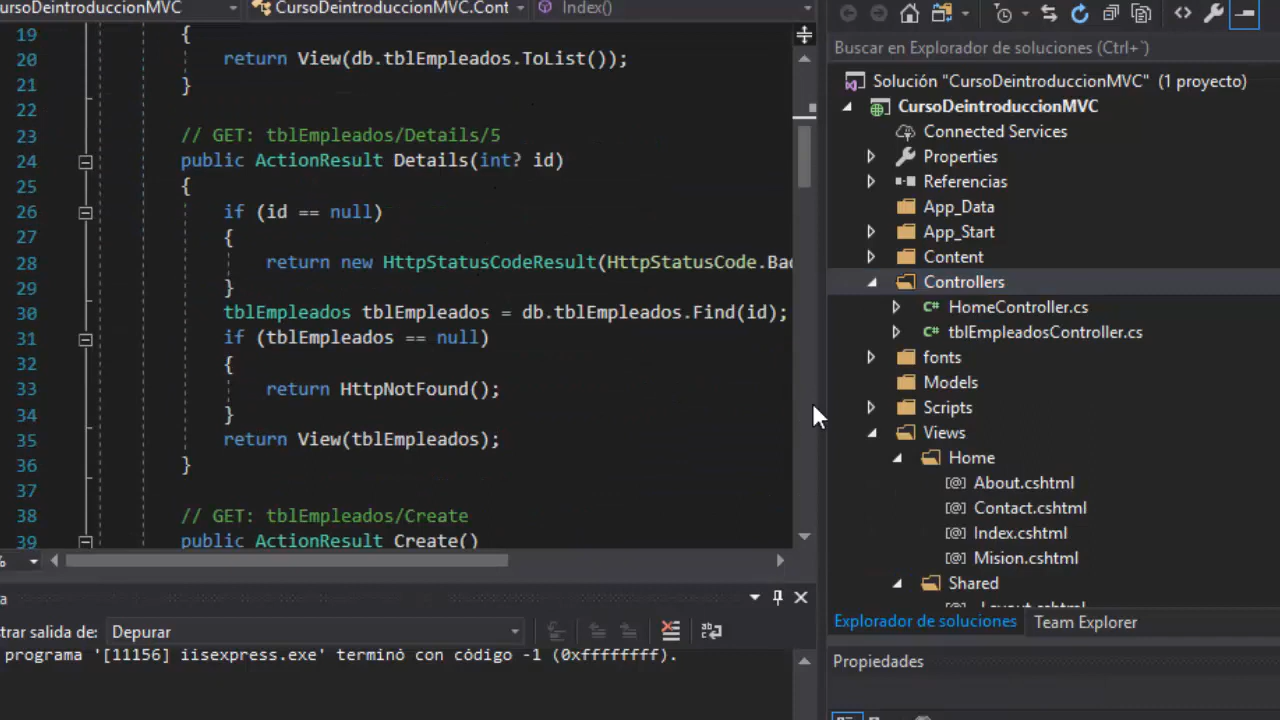 CursoDeintroduccionMVC.Cont
Index()
19 {
20 return View(db.tblEmpleados.ToList());
21 }
22
23 // GET: tblEmpleados/Details/5
24 public ActionResult Details(int? id)
25 {
26 if (id == null)
27 {
28 return new HttpStatusCodeResult(HttpStatusCode.Bad
29 }
30 tblEmpleados tblEmpleados = db.tblEmpleados.Find(id);
31 if (tblEmpleados == null)
32 {
33 return HttpNotFound();
34 }
35 return View(tblEmpleados);
36 }
37
38 // GET: tblEmpleados/Create
39 public ActionResult Create()
%
a
trar salida de: Depurar
programa '[11156] iisexpress.exe' terminó con código -1 (0xffffffff).
Buscar en Explorador de soluciones (Ctrl+`)
Solución "CursoDeintroduccionMVC" (1 proyecto)
CursoDeintroduccionMVC
Connected Services
Properties
Referencias
App_Data
App_Start
Content
Controllers
C# HomeController.cs
C# tblEmpleadosController.cs
fonts
Models
Scripts
Views
Home
[@] About.cshtml
[@] Contact.cshtml
[@] Index.cshtml
[@] Mision.cshtml
Shared
_Layout.cshtml
Explorador de soluciones
Team Explorer
Propiedades